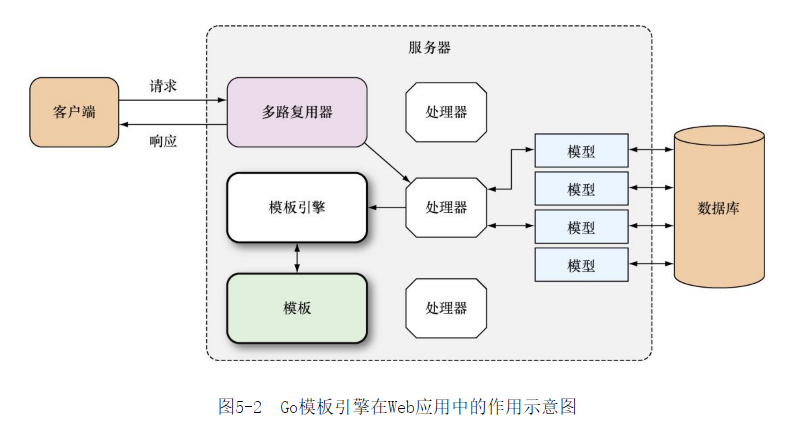 服务器
请求
客户端
多路复用器
处理器
响应
模型
模板引擎
处理器
模型
数据库
模型
模型
模板
处理器
图5-2 Go模板引擎在Web应用中的作用示意图